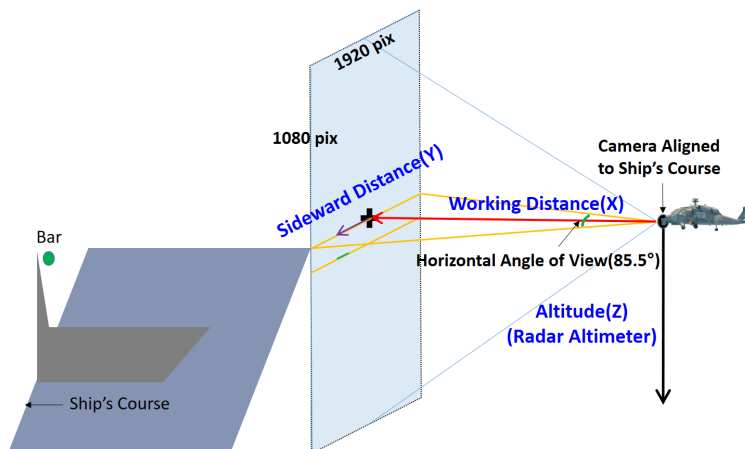 1920 pix
1080 pix
Sideward Distance(Y)
Camera Aligned
to Ship's Course
Working Distance(X)
Bar
Horizontal Angle of View(85.5°)
Altitude(Z)
(Radar Altimeter)
Ship's Course